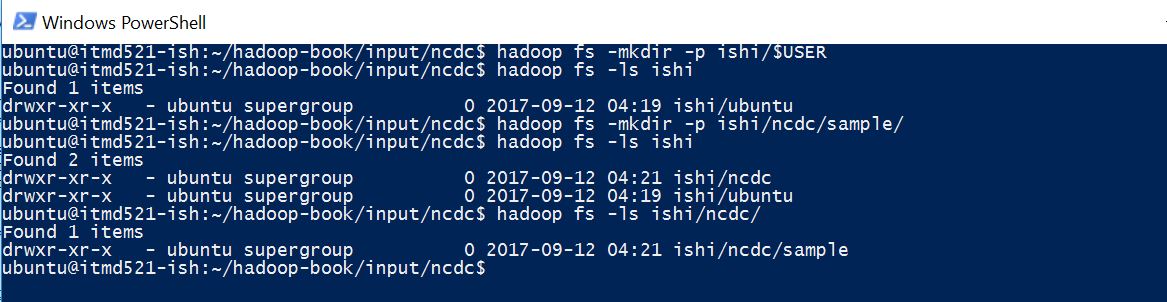 Windows PowerShell
ubuntu@itmd521-ish:~/hadoop-book/input/ncdc$ hadoop fs -mkdir -p ishi/$USER
ubuntu@itmd521-ish:~/hadoop-book/input/ncdc$ hadoop fs -ls ishi
Found 1 items
drwxr-xr-x   - ubuntu supergroup          0 2017-09-12 04:19 ishi/ubuntu
ubuntu@itmd521-ish:~/hadoop-book/input/ncdc$ hadoop fs -mkdir -p ishi/ncdc/sample/
ubuntu@itmd521-ish:~/hadoop-book/input/ncdc$ hadoop fs -ls ishi
Found 2 items
drwxr-xr-x   - ubuntu supergroup          0 2017-09-12 04:21 ishi/ncdc
drwxr-xr-x   - ubuntu supergroup          0 2017-09-12 04:19 ishi/ubuntu
ubuntu@itmd521-ish:~/hadoop-book/input/ncdc$ hadoop fs -ls ishi/ncdc/
Found 1 items
drwxr-xr-x   - ubuntu supergroup          0 2017-09-12 04:21 ishi/ncdc/sample
ubuntu@itmd521-ish:~/hadoop-book/input/ncdc$